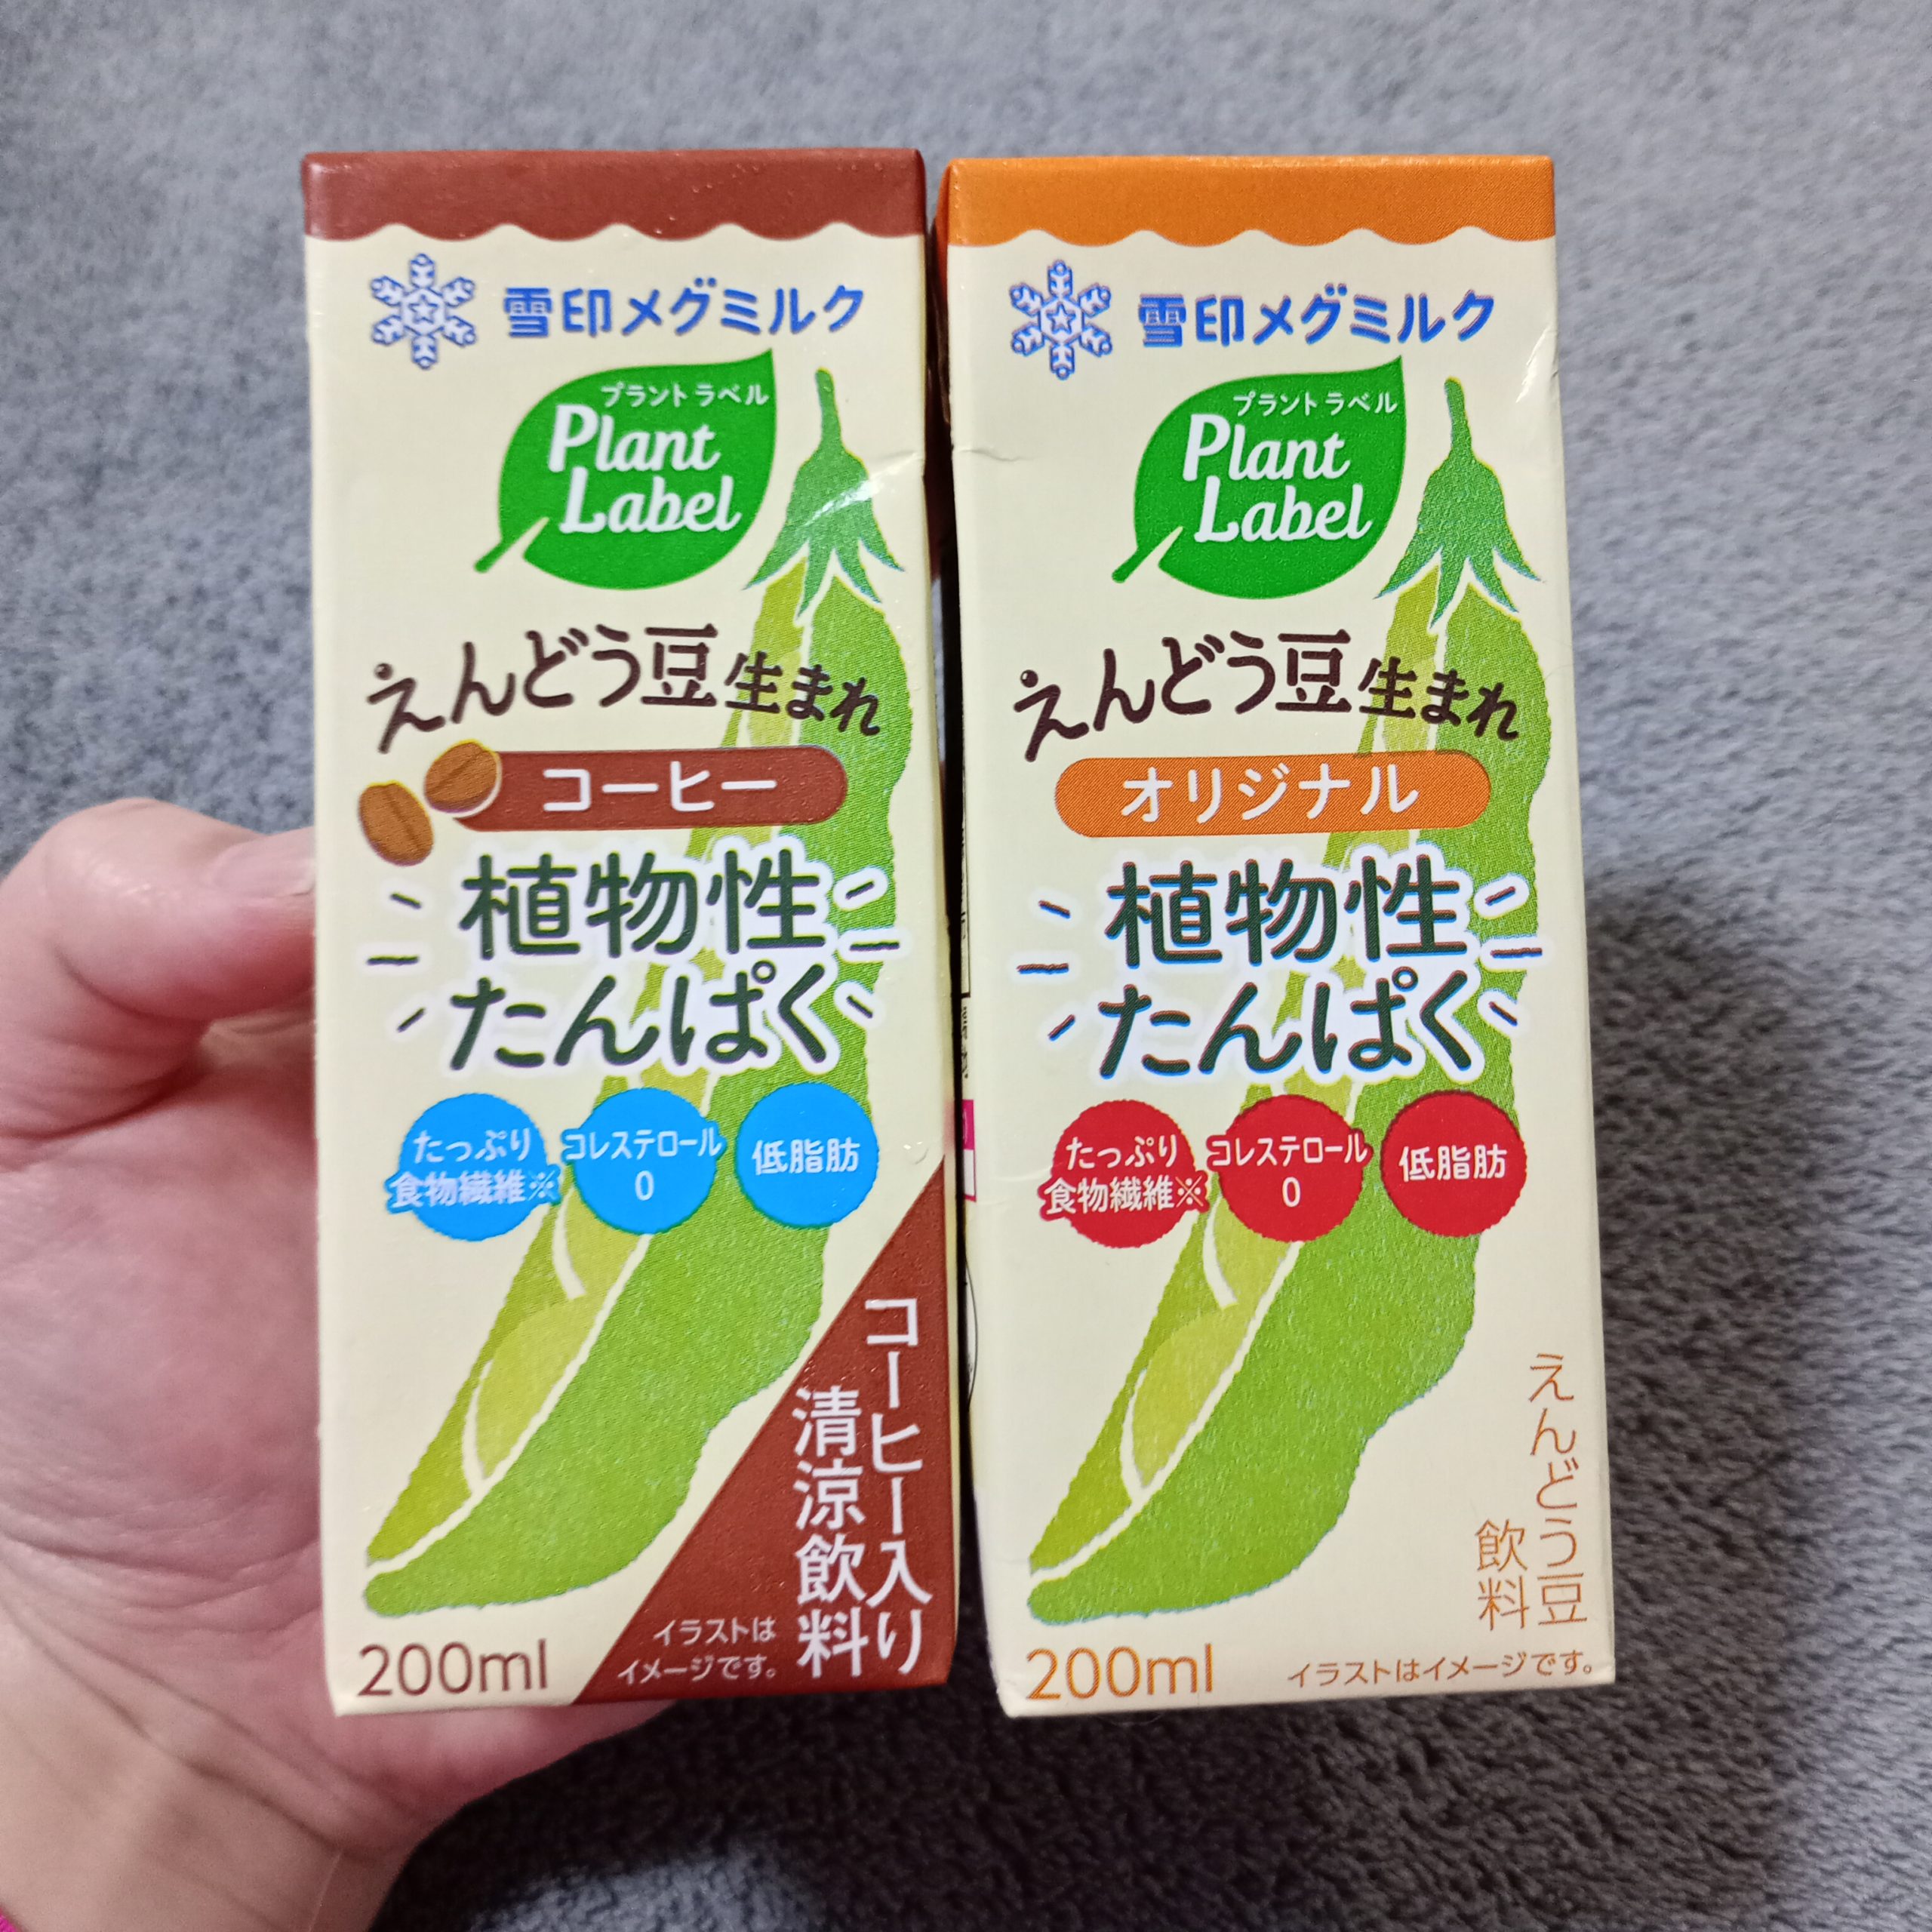 雪印メグミルク
プラントラベル
Plant
Label
えんどう豆生まれ
コーヒー
植物性
たんぱく
たっぷり
食物繊維※
コレステロール
0
低脂肪
コーヒー入り
清涼飲料
イラストは
イメージです。
200ml
雪印メグミルク
プラントラベル
Plant
Label
えんどう豆生まれ
オリジナル
植物性
たんぱく
たっぷり
食物繊維※
コレステロール
0
低脂肪
えんどう豆
飲料
200ml
イラストはイメージです。